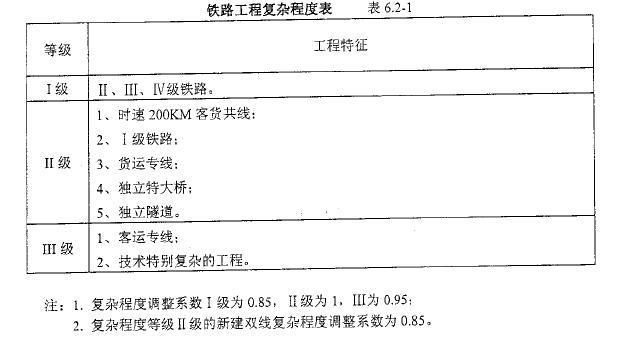 铁路工程复杂程度表 表 6.2-1
等级 工程特征
Ⅰ级 Ⅱ、Ⅲ、Ⅳ级铁路。
Ⅱ级
1、时速 200KM 客货共线；
2、Ⅰ级铁路；
3、货运专线；
4、独立特大桥；
5、独立隧道。
Ⅲ级
1、客运专线；
2、技术特别复杂的工程。
注：1. 复杂程度调整系数Ⅰ级为 0.85，Ⅱ级为 1，Ⅲ为 0.95；
2. 复杂程度等级Ⅱ级的新建双线复杂程度调整系数为 0.85。